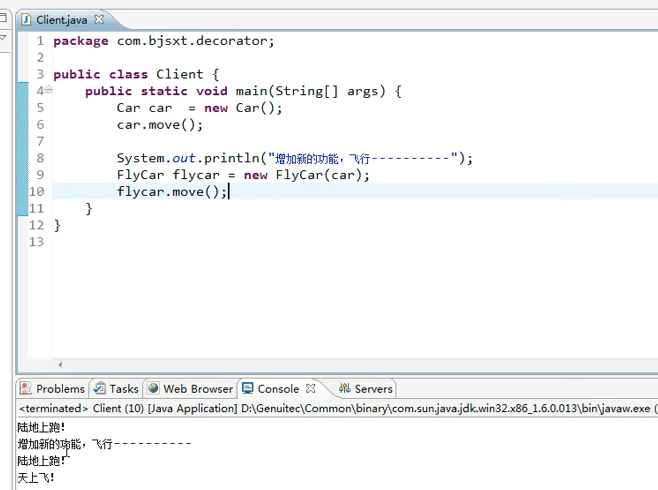 Client.java
1 package com.bjsxt.decorator;
2
3 public class Client {
4 public static void main(String[] args) {
5 Car car  = new Car();
6 car.move();
7
8 System.out.println("增加新的功能，飞行----------");
9 FlyCar flycar = new FlyCar(car);
10 flycar.move();
11 }
12 }
13
Problems Tasks Web Browser Console Servers
<terminated> Client (10) [Java Application] D:\Genuitec\Common\binary\com.sun.java.jdk.win32.x86_1.6.0.013\bin\javaw.exe (
陆地上跑！
增加新的功能，飞行----------
陆地上跑！
天上飞！